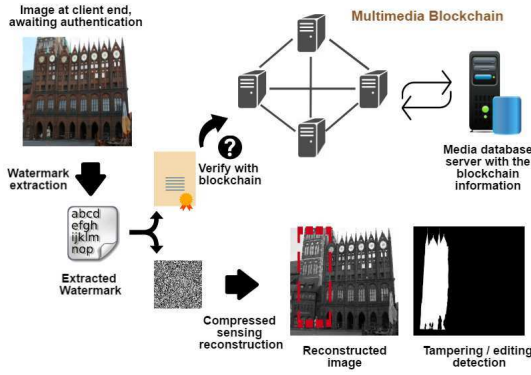 Image at client end,
awaiting authentication
Multimedia Blockchain
Watermark
extraction
Verify with
blockchain
?
Media database
server with the
blockchain
information
abcd
efgh
ijklm
nop
Extracted
Watermark
Compressed
sensing
reconstruction
Reconstructed
image
Tampering / editing
detection